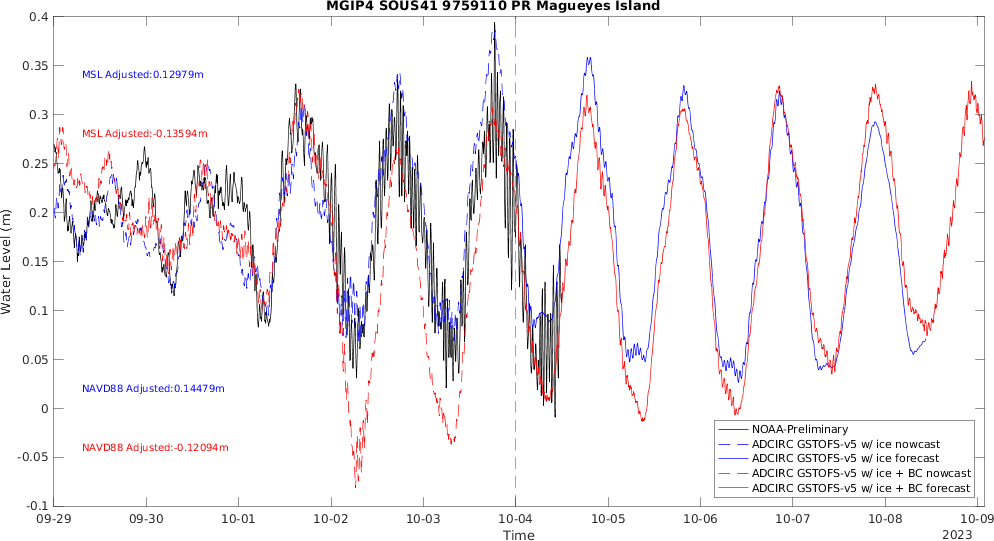 MGIP4 SOUS41 9759110 PR Magueyes Island
0.4
0.35
0.3
0.25
0.2
0.15
0.1
0.05
0
-0.05
-0.1
Water Level (m)
MSL Adjusted:0.12979m
MSL Adjusted:-0.13594m
NAVD88 Adjusted:0.14479m
NAVD88 Adjusted:-0.12094m
NOAA-Preliminary
ADCIRC GSTOFS-v5 w/ ice nowcast
ADCIRC GSTOFS-v5 w/ ice forecast
ADCIRC GSTOFS-v5 w/ ice + BC nowcast
ADCIRC GSTOFS-v5 w/ ice + BC forecast
09-29 09-30 10-01 10-02 10-03 10-04 10-05 10-06 10-07 10-08 10-09
Time
2023